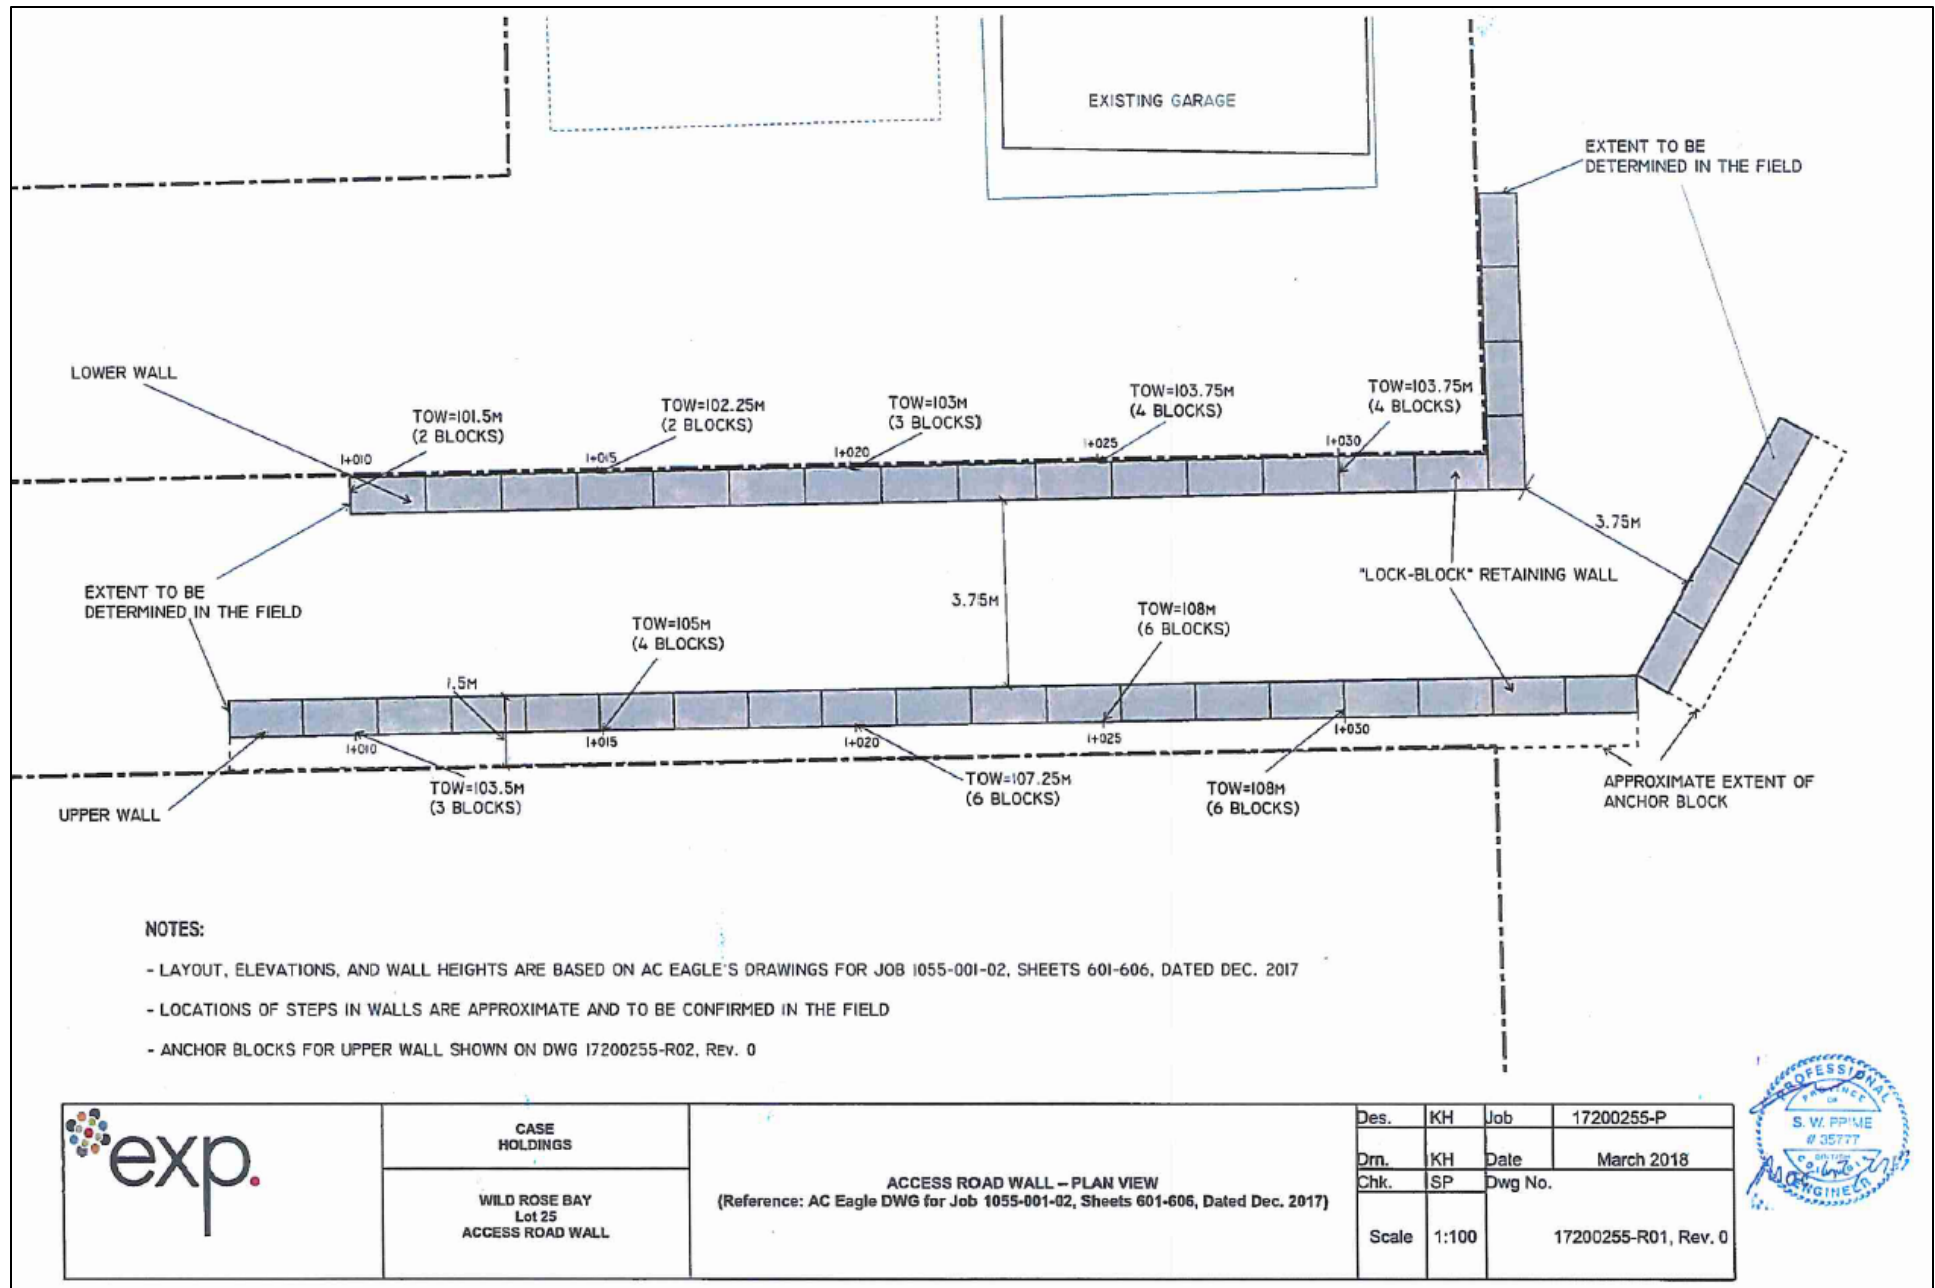 EXISTING GARAGE
EXTENT TO BE
DETERMINED IN THE FIELD
LOWER WALL
TOW=101.5M
(2 BLOCKS)
TOW=102.25M
(2 BLOCKS)
TOW=103M
(3 BLOCKS)
TOW=103.75M
(4 BLOCKS)
TOW=103.75M
(4 BLOCKS)
1+010
1+015
1+020
1+025
1+030
3.75M
EXTENT TO BE
DETERMINED IN THE FIELD
3.75M
"LOCK-BLOCK" RETAINING WALL
TOW=105M
(4 BLOCKS)
TOW=108M
(6 BLOCKS)
1.5M
1+010
1+015
1+020
1+025
1+030
UPPER WALL
TOW=103.5M
(3 BLOCKS)
TOW=107.25M
(6 BLOCKS)
TOW=108M
(6 BLOCKS)
APPROXIMATE EXTENT OF
ANCHOR BLOCK
NOTES:
- LAYOUT, ELEVATIONS, AND WALL HEIGHTS ARE BASED ON AC EAGLE'S DRAWINGS FOR JOB 1055-001-02, SHEETS 601-606, DATED DEC. 2017
- LOCATIONS OF STEPS IN WALLS ARE APPROXIMATE AND TO BE CONFIRMED IN THE FIELD
- ANCHOR BLOCKS FOR UPPER WALL SHOWN ON DWG 17200255-R02, REV. 0
exp.
CASE
HOLDINGS
WILD ROSE BAY
Lot 25
ACCESS ROAD WALL
ACCESS ROAD WALL – PLAN VIEW
(Reference: AC Eagle DWG for Job 1055-001-02, Sheets 601-606, Dated Dec. 2017)
Des. KH Job 17200255-P
Drn. KH Date March 2018
Chk. SP Dwg No.
Scale 1:100 17200255-R01, Rev. 0
PROFESSIONAL
PROVINCE
OF
S. W. PRIME
# 35777
ENGINEER